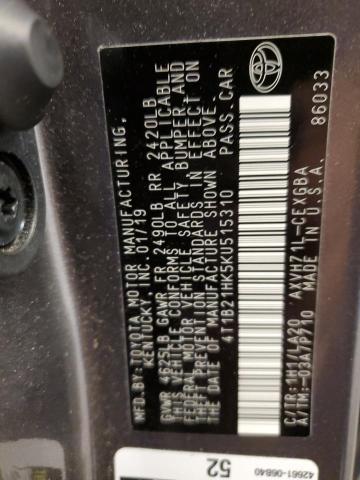 MFD.BY: TOYOTA MOTOR MANUFACTURING,
KENTUCKY, INC. 01/19
GVWR 4625LB GAWR FR 2490LB RR 2420LB
THIS VEHICLE CONFORMS TO ALL APPLICABLE
FEDERAL MOTOR VEHICLE SAFETY, BUMPER, AND
THEFT PREVENTION STANDARDS IN EFFECT ON
THE DATE OF MANUFACTURE SHOWN ABOVE.
4T1B21HK5KU515310 PASS. CAR
C/TR: 1H1/LA20 AXVH71L-CEXGBA
A/TM: -03A/P710 MADE IN U.S.A. 86033
52
42661-06840